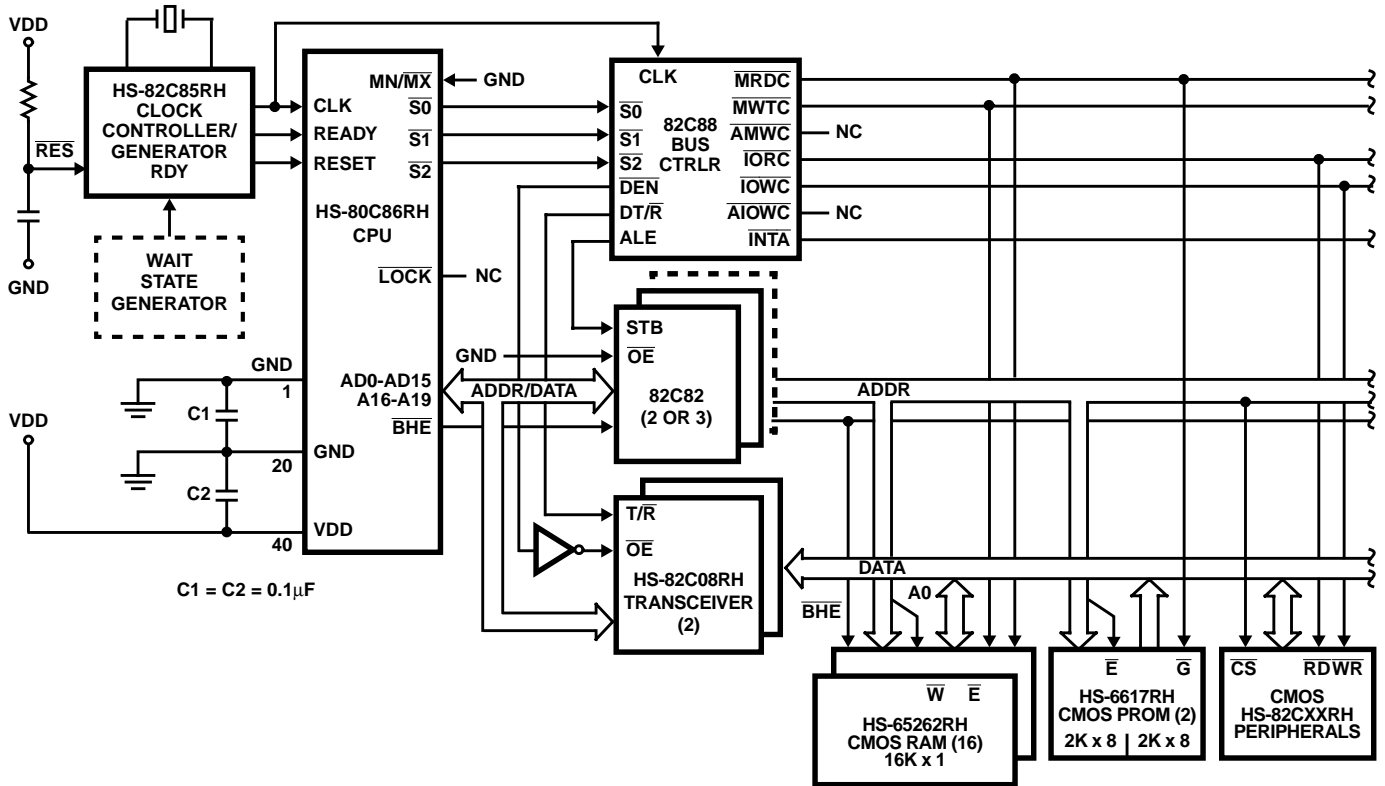 VDD
RES
GND
HS-82C85RH
CLOCK
CONTROLLER/
GENERATOR
RDY
WAIT
STATE
GENERATOR
GND
1
C1
VDD
GND
20
C2
VDD
40
C1 = C2 = 0.1μF
MN/MX
GND
CLK
S0
READY
S1
RESET
S2
HS-80C86RH
CPU
LOCK
NC
AD0-AD15
A16-A19
BHE
ADDR/DATA
CLK
S0
S1
S2
DEN
DT/R
ALE
82C88
BUS
CTRLR
MRDC
MWTC
AMWC
NC
IORC
IOWC
AIOWC
NC
INTA
STB
GND
OE
82C82
(2 OR 3)
ADDR
T/R
OE
HS-82C08RH
TRANSCEIVER
(2)
DATA
BHE
A0
W E
HS-65262RH
CMOS RAM (16)
16K x 1
E G
HS-6617RH
CMOS PROM (2)
2K x 8 | 2K x 8
CS RDWR
CMOS
HS-82CXXRH
PERIPHERALS